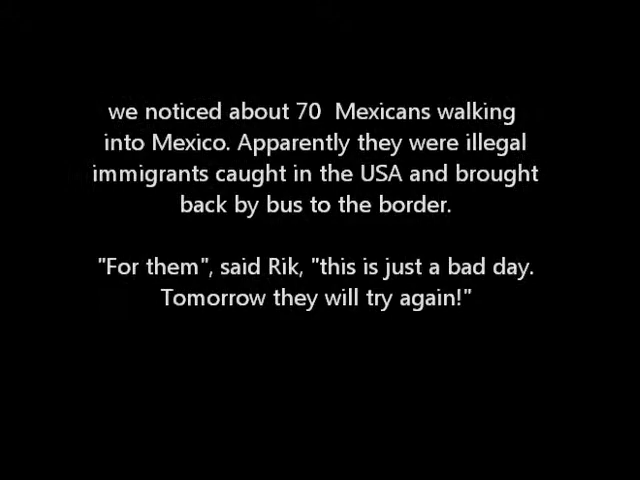 we noticed about 70  Mexicans walking
into Mexico. Apparently they were illegal
immigrants caught in the USA and brought
back by bus to the border.
"For them", said Rik, "this is just a bad day.
Tomorrow they will try again!"